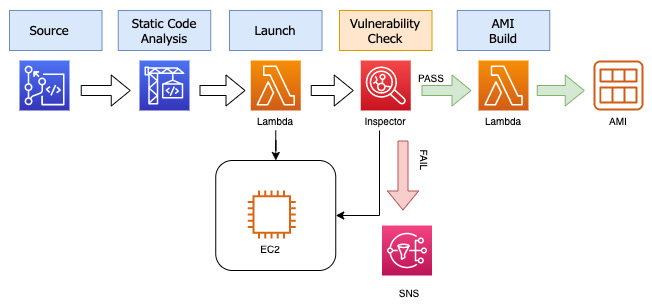 Source
Static Code
Analysis
Launch
Vulnerability
Check
AMI
Build
PASS
Lambda
Inspector
Lambda
AMI
FAIL
EC2
SNS